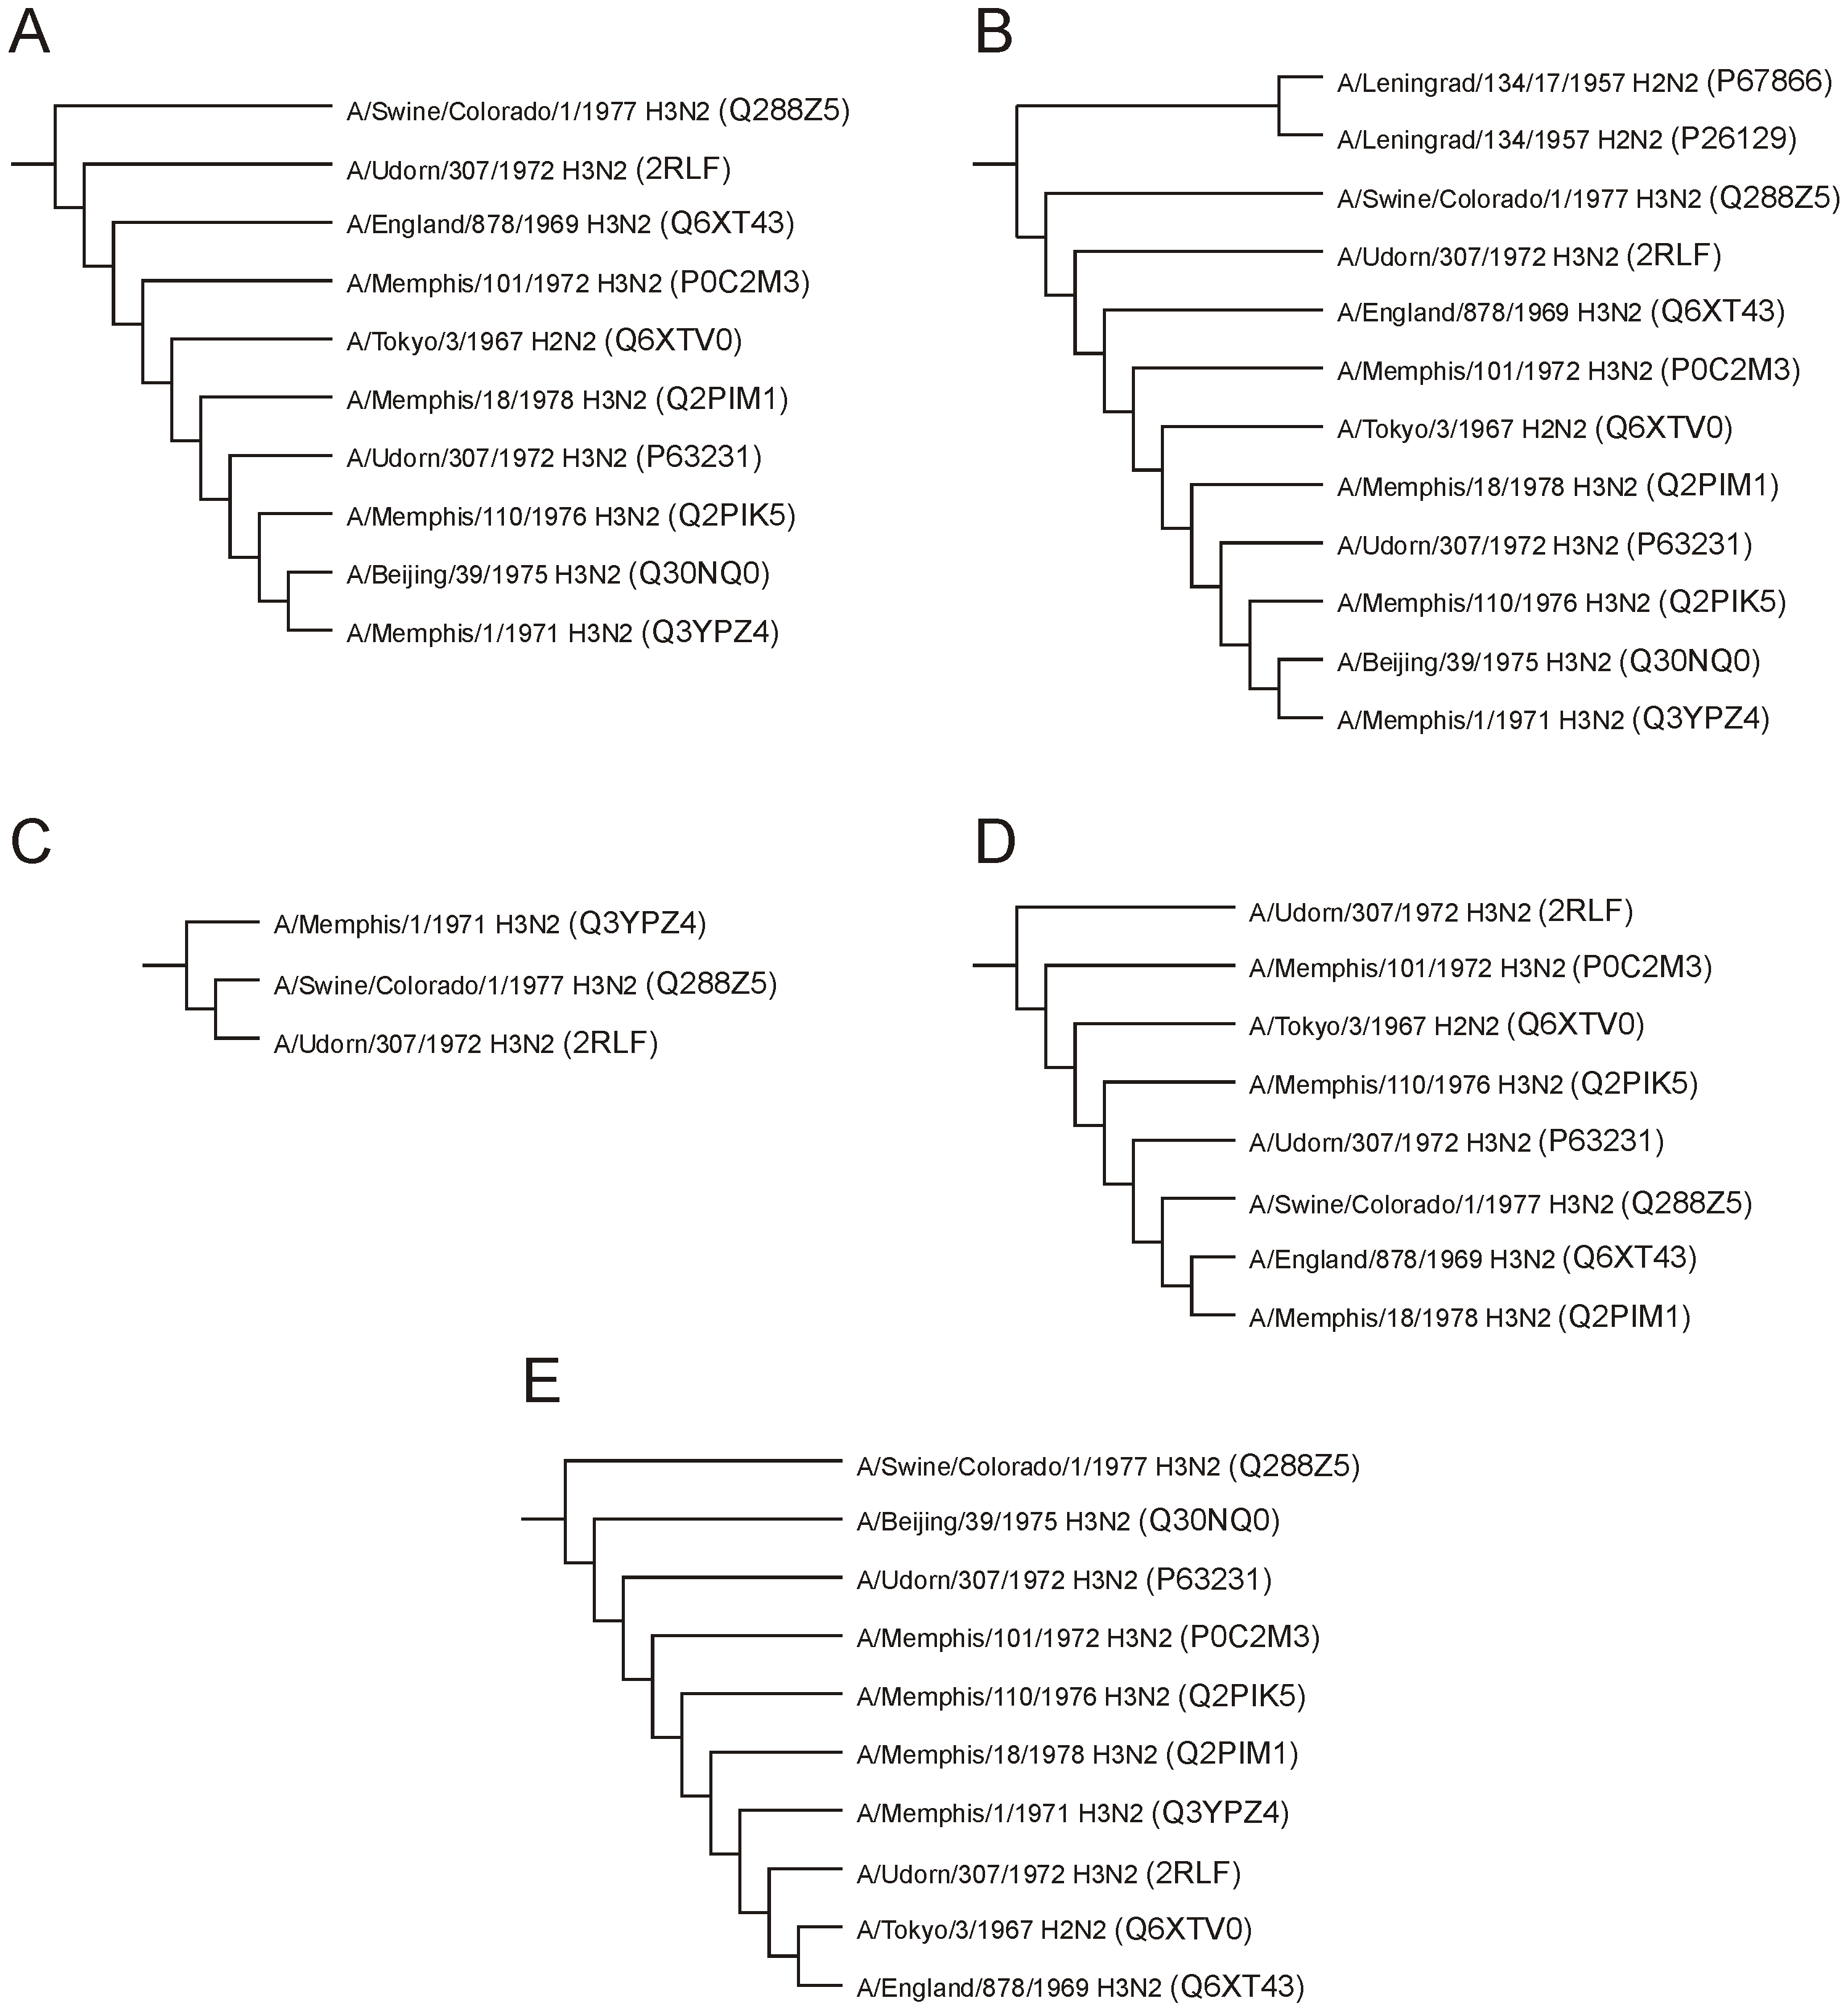 A
A/Swine/Colorado/1/1977 H3N2 (Q288Z5)
A/Udorn/307/1972 H3N2 (2RLF)
A/England/878/1969 H3N2 (Q6XT43)
A/Memphis/101/1972 H3N2 (P0C2M3)
A/Tokyo/3/1967 H2N2 (Q6XTV0)
A/Memphis/18/1978 H3N2 (Q2PIM1)
A/Udorn/307/1972 H3N2 (P63231)
A/Memphis/110/1976 H3N2 (Q2PIK5)
A/Beijing/39/1975 H3N2 (Q30NQ0)
A/Memphis/1/1971 H3N2 (Q3YPZ4)
B
A/Leningrad/134/17/1957 H2N2 (P67866)
A/Leningrad/134/1957 H2N2 (P26129)
A/Swine/Colorado/1/1977 H3N2 (Q288Z5)
A/Udorn/307/1972 H3N2 (2RLF)
A/England/878/1969 H3N2 (Q6XT43)
A/Memphis/101/1972 H3N2 (P0C2M3)
A/Tokyo/3/1967 H2N2 (Q6XTV0)
A/Memphis/18/1978 H3N2 (Q2PIM1)
A/Udorn/307/1972 H3N2 (P63231)
A/Memphis/110/1976 H3N2 (Q2PIK5)
A/Beijing/39/1975 H3N2 (Q30NQ0)
A/Memphis/1/1971 H3N2 (Q3YPZ4)
C
A/Memphis/1/1971 H3N2 (Q3YPZ4)
A/Swine/Colorado/1/1977 H3N2 (Q288Z5)
A/Udorn/307/1972 H3N2 (2RLF)
D
A/Udorn/307/1972 H3N2 (2RLF)
A/Memphis/101/1972 H3N2 (P0C2M3)
A/Tokyo/3/1967 H2N2 (Q6XTV0)
A/Memphis/110/1976 H3N2 (Q2PIK5)
A/Udorn/307/1972 H3N2 (P63231)
A/Swine/Colorado/1/1977 H3N2 (Q288Z5)
A/England/878/1969 H3N2 (Q6XT43)
A/Memphis/18/1978 H3N2 (Q2PIM1)
E
A/Swine/Colorado/1/1977 H3N2 (Q288Z5)
A/Beijing/39/1975 H3N2 (Q30NQ0)
A/Udorn/307/1972 H3N2 (P63231)
A/Memphis/101/1972 H3N2 (P0C2M3)
A/Memphis/110/1976 H3N2 (Q2PIK5)
A/Memphis/18/1978 H3N2 (Q2PIM1)
A/Memphis/1/1971 H3N2 (Q3YPZ4)
A/Udorn/307/1972 H3N2 (2RLF)
A/Tokyo/3/1967 H2N2 (Q6XTV0)
A/England/878/1969 H3N2 (Q6XT43)